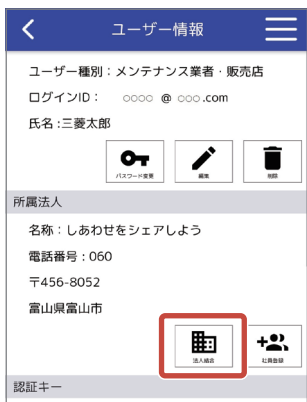 ユーザー情報
ユーザー種別：メンテナンス業者・販売店
ログインID： ○○○○ @ ○○○.com
氏名 :三菱太郎
パスワード変更 編集 削除
所属法人
名称：しあわせをシェアしよう
電話番号 : 060
〒456-8052
富山県富山市
法人結合 社員登録
認証キー